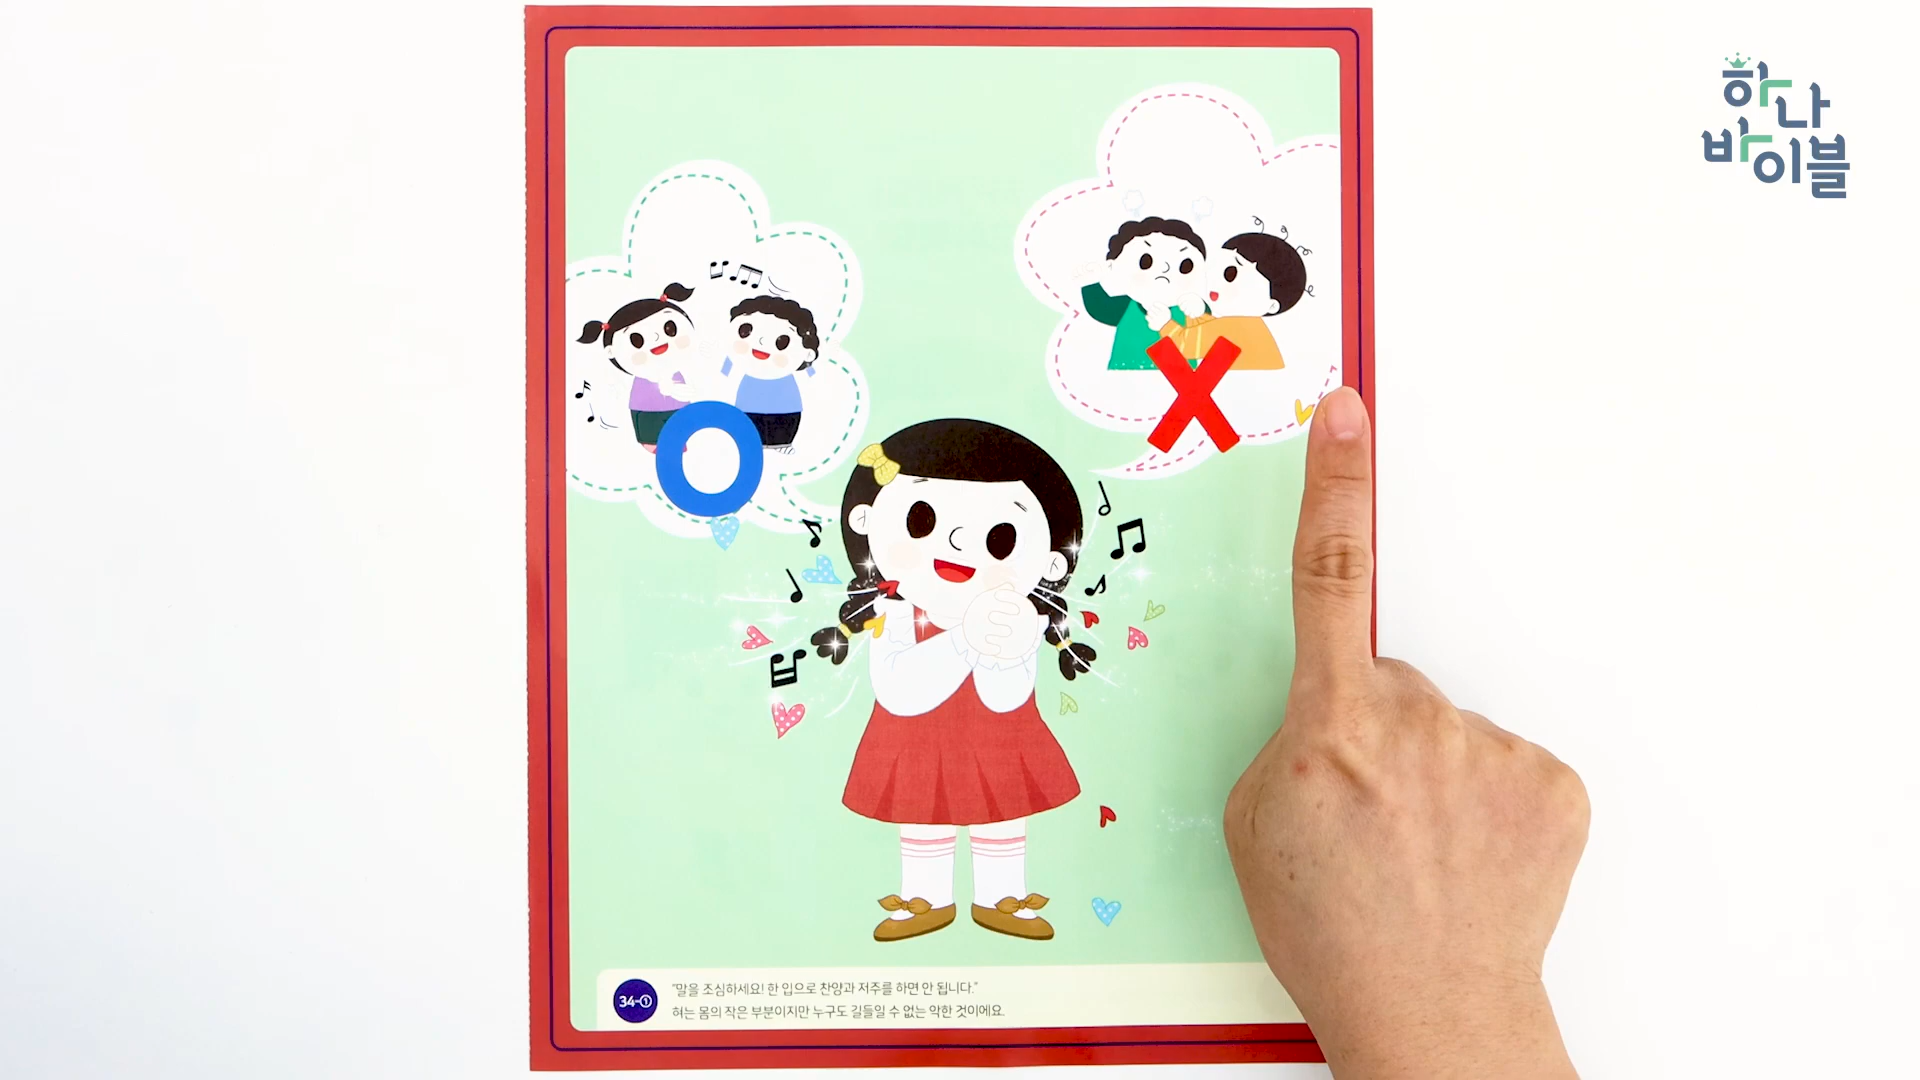 하나
바이블
O
X
34-①
"말을 조심하세요! 한 입으로 찬양과 저주를 하면 안 됩니다."
혀는 몸의 작은 부분이지만 누구도 길들일 수 없는 악한 것이에요.